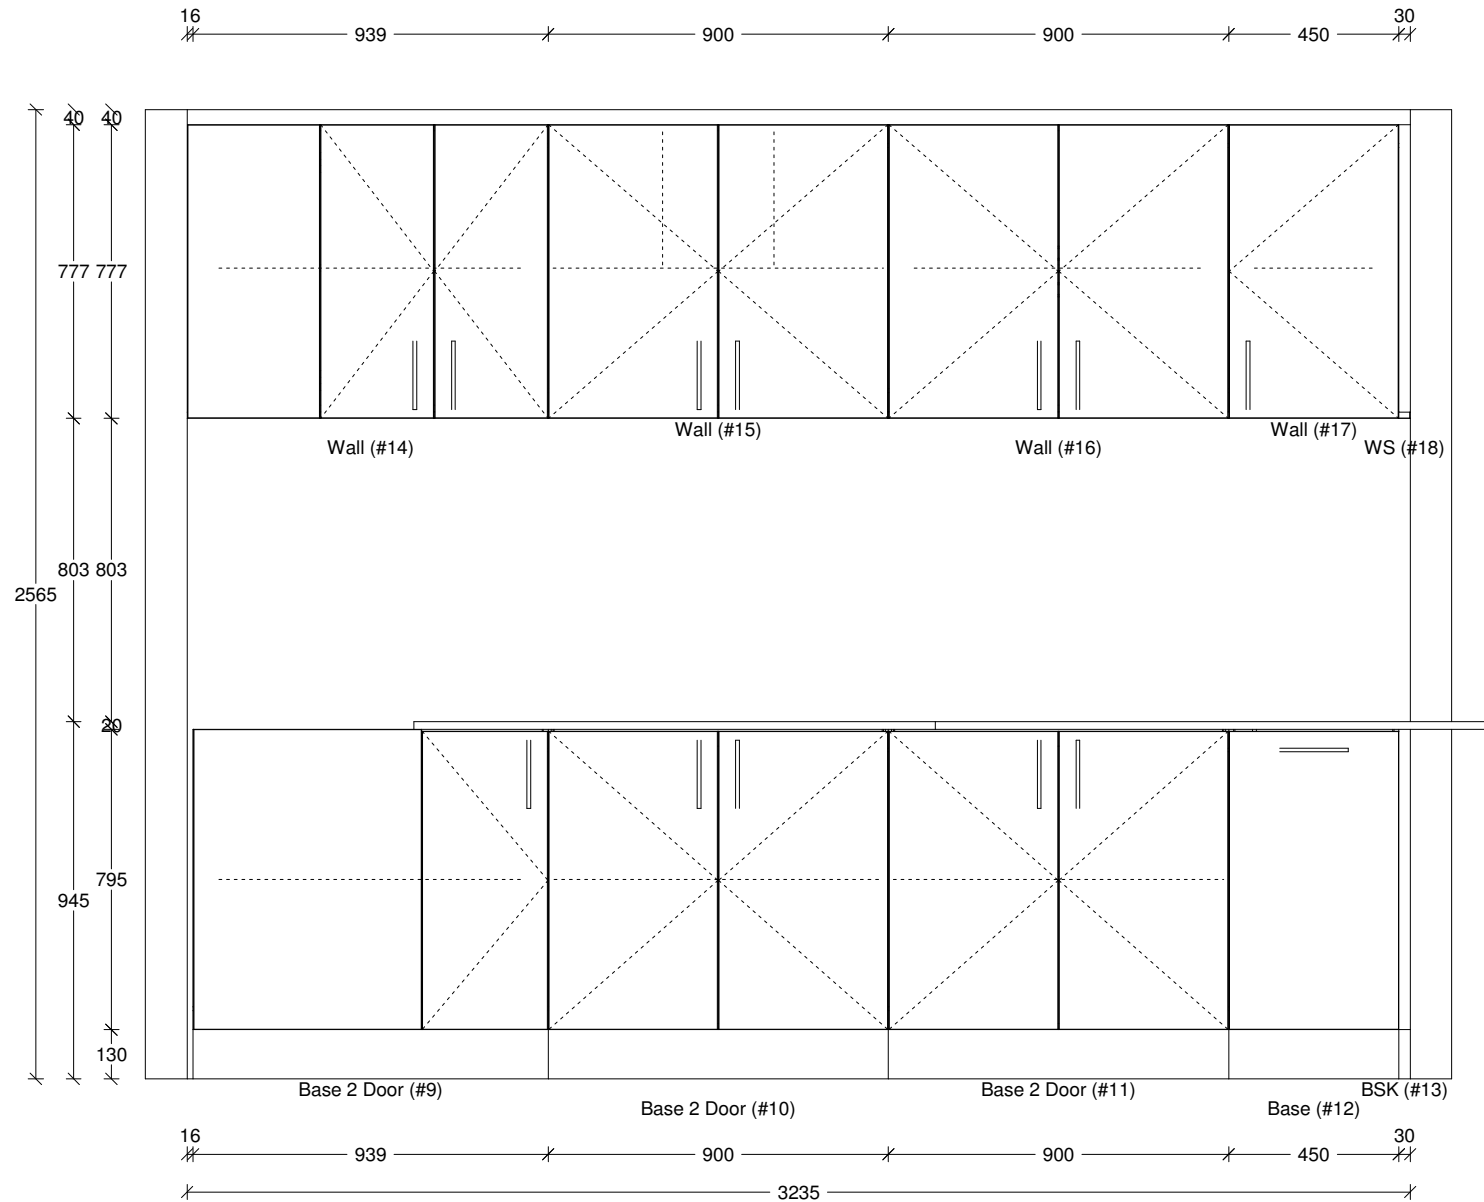 16 30
939 900 900 450
40 40
777 777
Wall (#15) Wall (#17)
Wall (#14) Wall (#16) WS (#18)
803 803
2565
20
795
945
130
Base 2 Door (#9) Base 2 Door (#11) BSK (#13)
Base 2 Door (#10) Base (#12)
16 30
939 900 900 450
3235